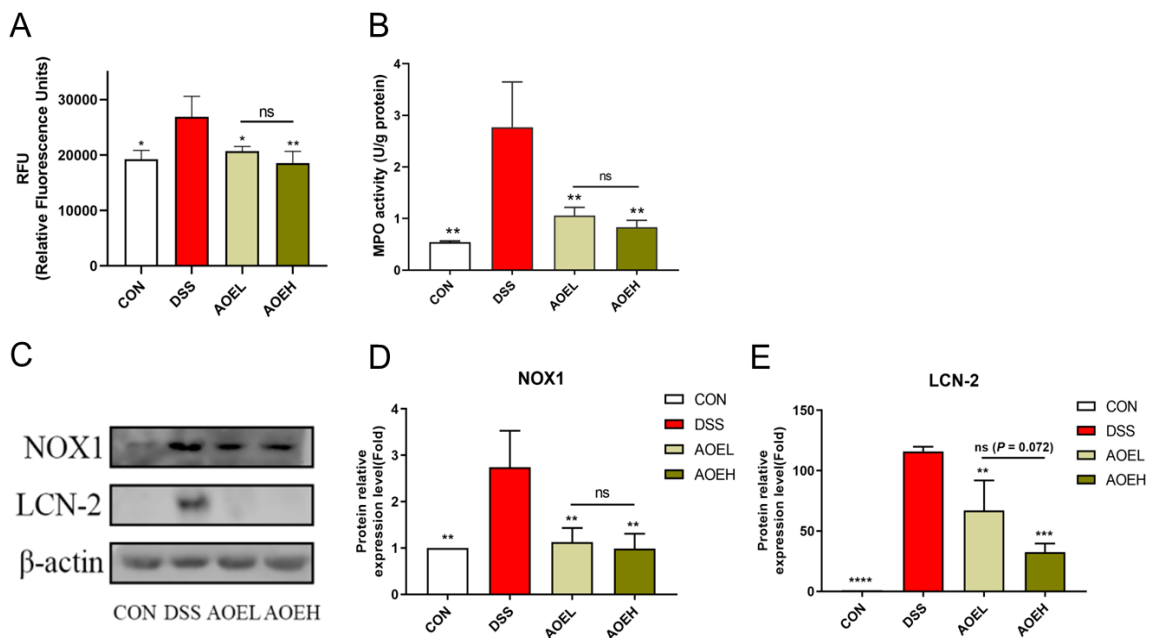 A
RFU
(Relative Fluorescence Units)
30000
20000
10000
0
*
*
**
ns
CON
DSS
AOEL
AOEH
B
MPO activity (U/g protein)
4
3
2
1
0
**
**
**
ns
CON
DSS
AOEL
AOEH
C
NOX1
LCN-2
β-actin
CON DSS AOEL AOEH
D
NOX1
Protein relative
expression level(Fold)
4
3
2
1
0
**
**
**
ns
CON
DSS
AOEL
AOEH
CON
DSS
AOEL
AOEH
E
LCN-2
Protein relative
expression level(Fold)
150
100
50
0
****
**
***
ns (P = 0.072)
CON
DSS
AOEL
AOEH
CON
DSS
AOEL
AOEH